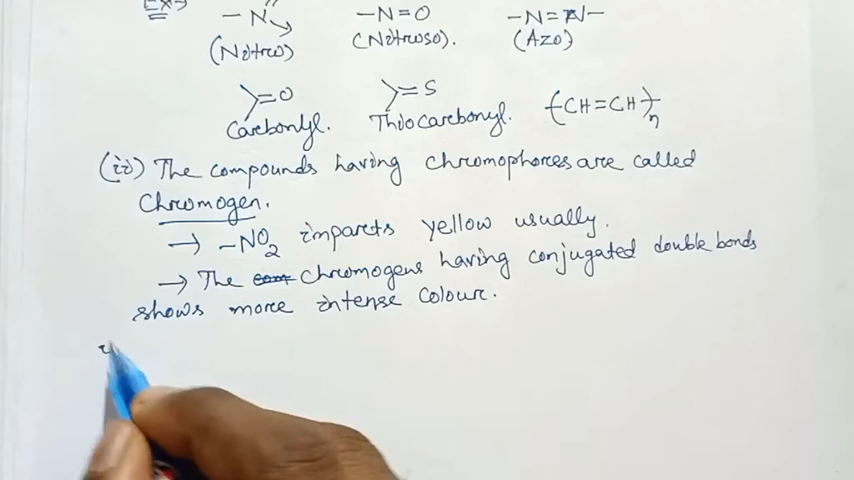 Ex→
-N -N=O -N=N-
(Nitro) (Nitroso). (Azo)
=O =S (CH=CH)n
Carbonyl. Thiocarbonyl.
(ii) The compounds having chromophores are called
Chromogen.
→ -NO2 imparts yellow usually.
→ The Chromogens having conjugated double bonds
shows more intense colour.